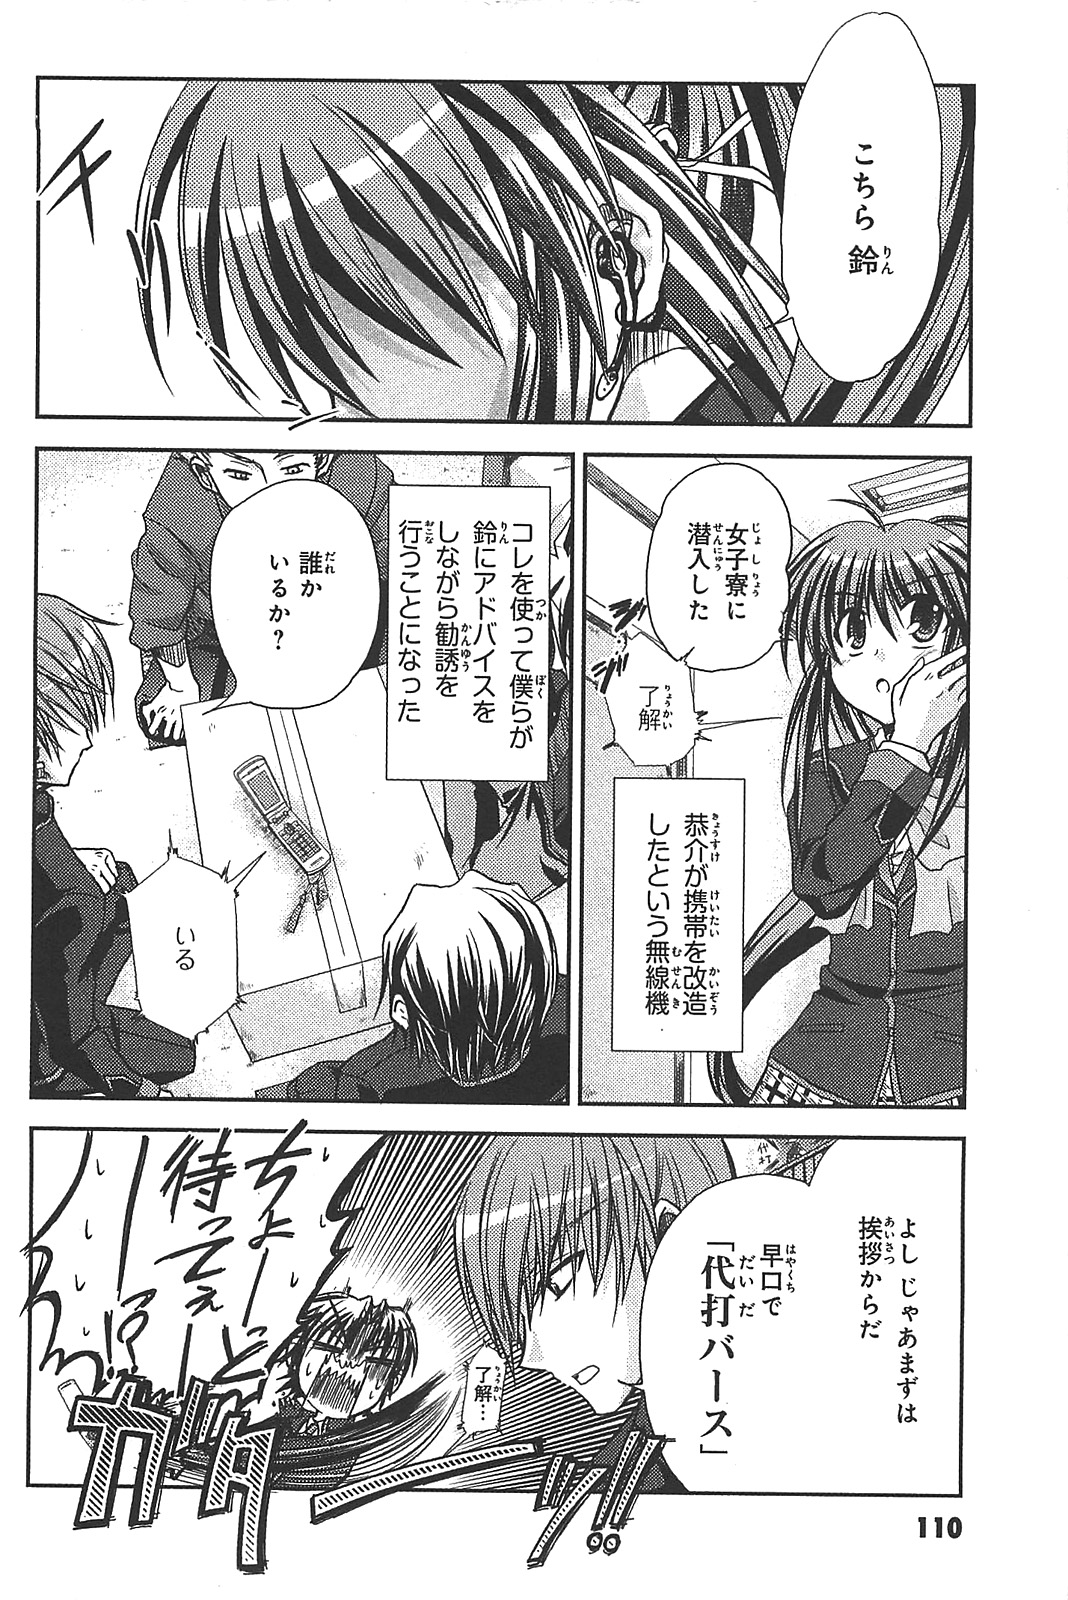 こちら 鈴
チャ
女子寮に
潜入した
了解
恭介が携帯を改造
したという無線機
コレを使って僕らが
鈴にアドバイスを
しながら勧誘を
行うことになった
誰か
いるか?
いる
よし じゃあまずは
挨拶からだ
早口で
「代打バース」
代打
了解…
ちょーっと
待ってぇー
!?
ガタ